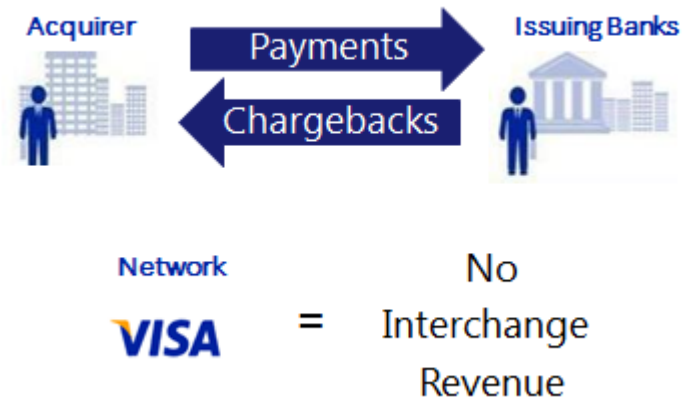 Acquirer
Issuing Banks
Payments
Chargebacks
Network
VISA
=
No
Interchange
Revenue